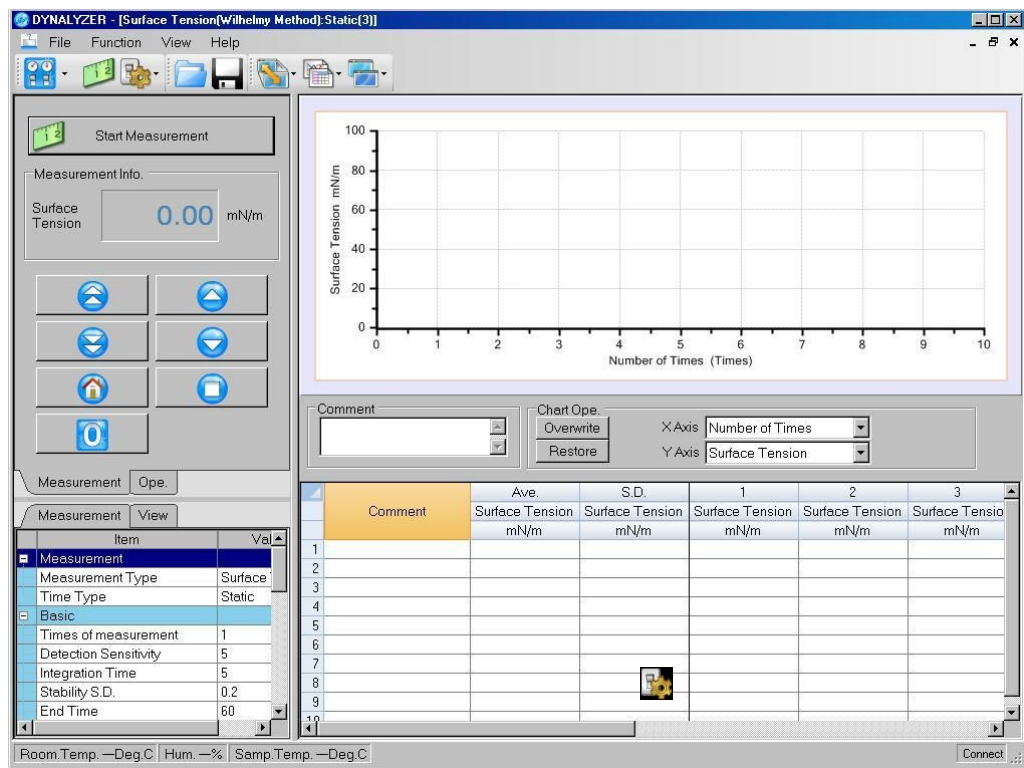 DYNALYZER - [Surface Tension(Wilhelmy Method):Static(3)]
File Function View Help
Start Measurement
Measurement Info.
Surface Tension 0.00 mN/m
0
Measurement Ope.
Measurement View
Item Val
Measurement
Measurement Type Surface
Time Type Static
Basic
Times of measurement 1
Detection Sensitivity 5
Integration Time 5
Stability S.D. 0.2
End Time 60
100
80
60
40
20
0
Surface Tension mN/m
0 1 2 3 4 5 6 7 8 9 10
Number of Times (Times)
Comment
Chart Ope.
Overwrite X Axis Number of Times
Restore Y Axis Surface Tension
Comment Ave. S.D. 1 2 3
Surface Tension Surface Tension Surface Tension Surface Tension Surface Tensio
mN/m mN/m mN/m mN/m mN/m
1
2
3
4
5
6
7
8
9
10
Room.Temp. —Deg.C Hum. —% Samp.Temp. —Deg.C Connect